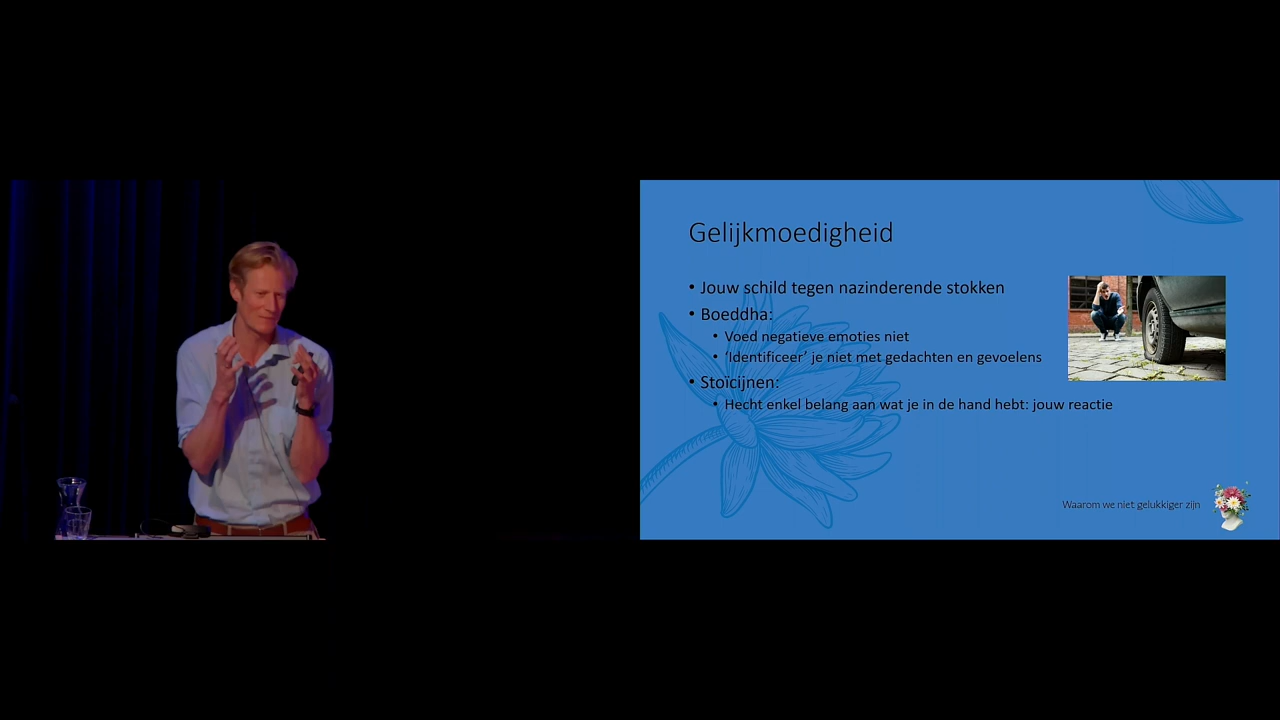 Gelijkmoedigheid
• Jouw schild tegen nazinderende stokken
• Boeddha:
• Voed negatieve emoties niet
• ‘Identificeer’ je niet met gedachten en gevoelens
• Stoïcijnen:
• Hecht enkel belang aan wat je in de hand hebt: jouw reactie
Waarom we niet gelukkiger zijn